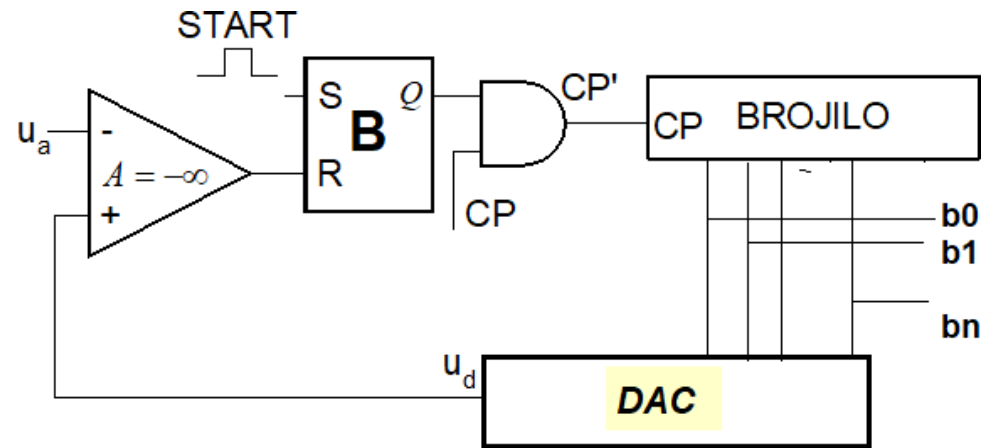 START
S
Q
CP'
u_a
-
B
CP
BROJILO
A = −∞
R
+
CP
b0
b1
bn
u_d
DAC